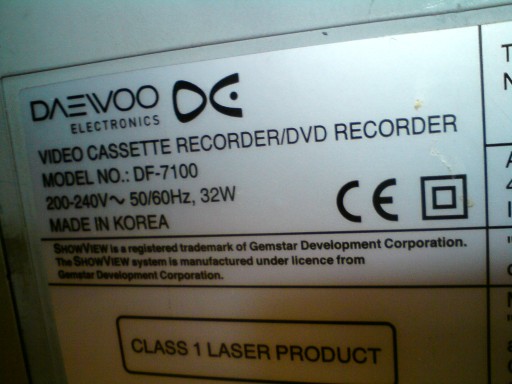 DAEWOO
ELECTRONICS
VIDEO CASSETTE RECORDER/DVD RECORDER
MODEL NO.: DF-7100
200-240V~ 50/60Hz, 32W
MADE IN KOREA
CE
SHOWVIEW is a registered trademark of Gemstar Development Corporation.
The SHOWVIEW system is manufactured under licence from
Gemstar Development Corporation.
CLASS 1 LASER PRODUCT